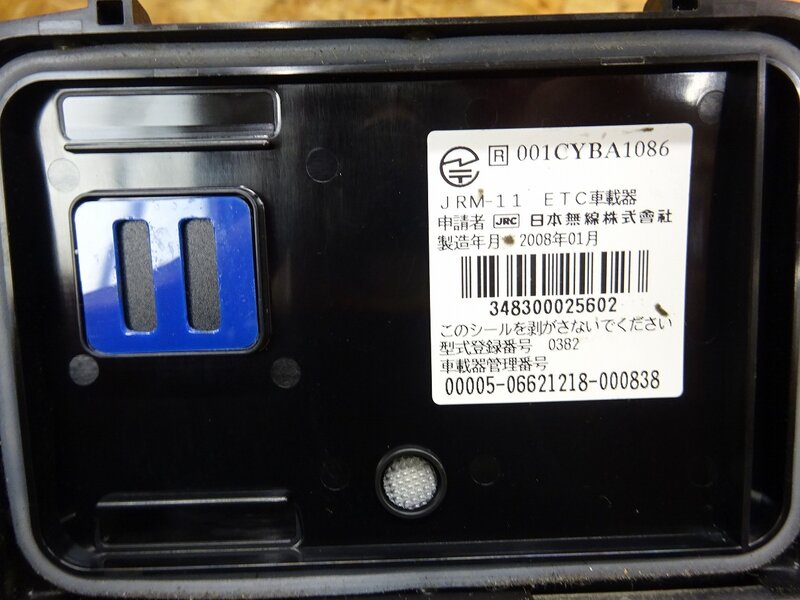 R 001CYBA1086
JRM-11 ETC車載器
申請者 JRC 日本無線株式會社
製造年月 2008年01月
348300025602
このシールを剥がさないでください
型式登録番号 0382
車載器管理番号
00005-06621218-000838